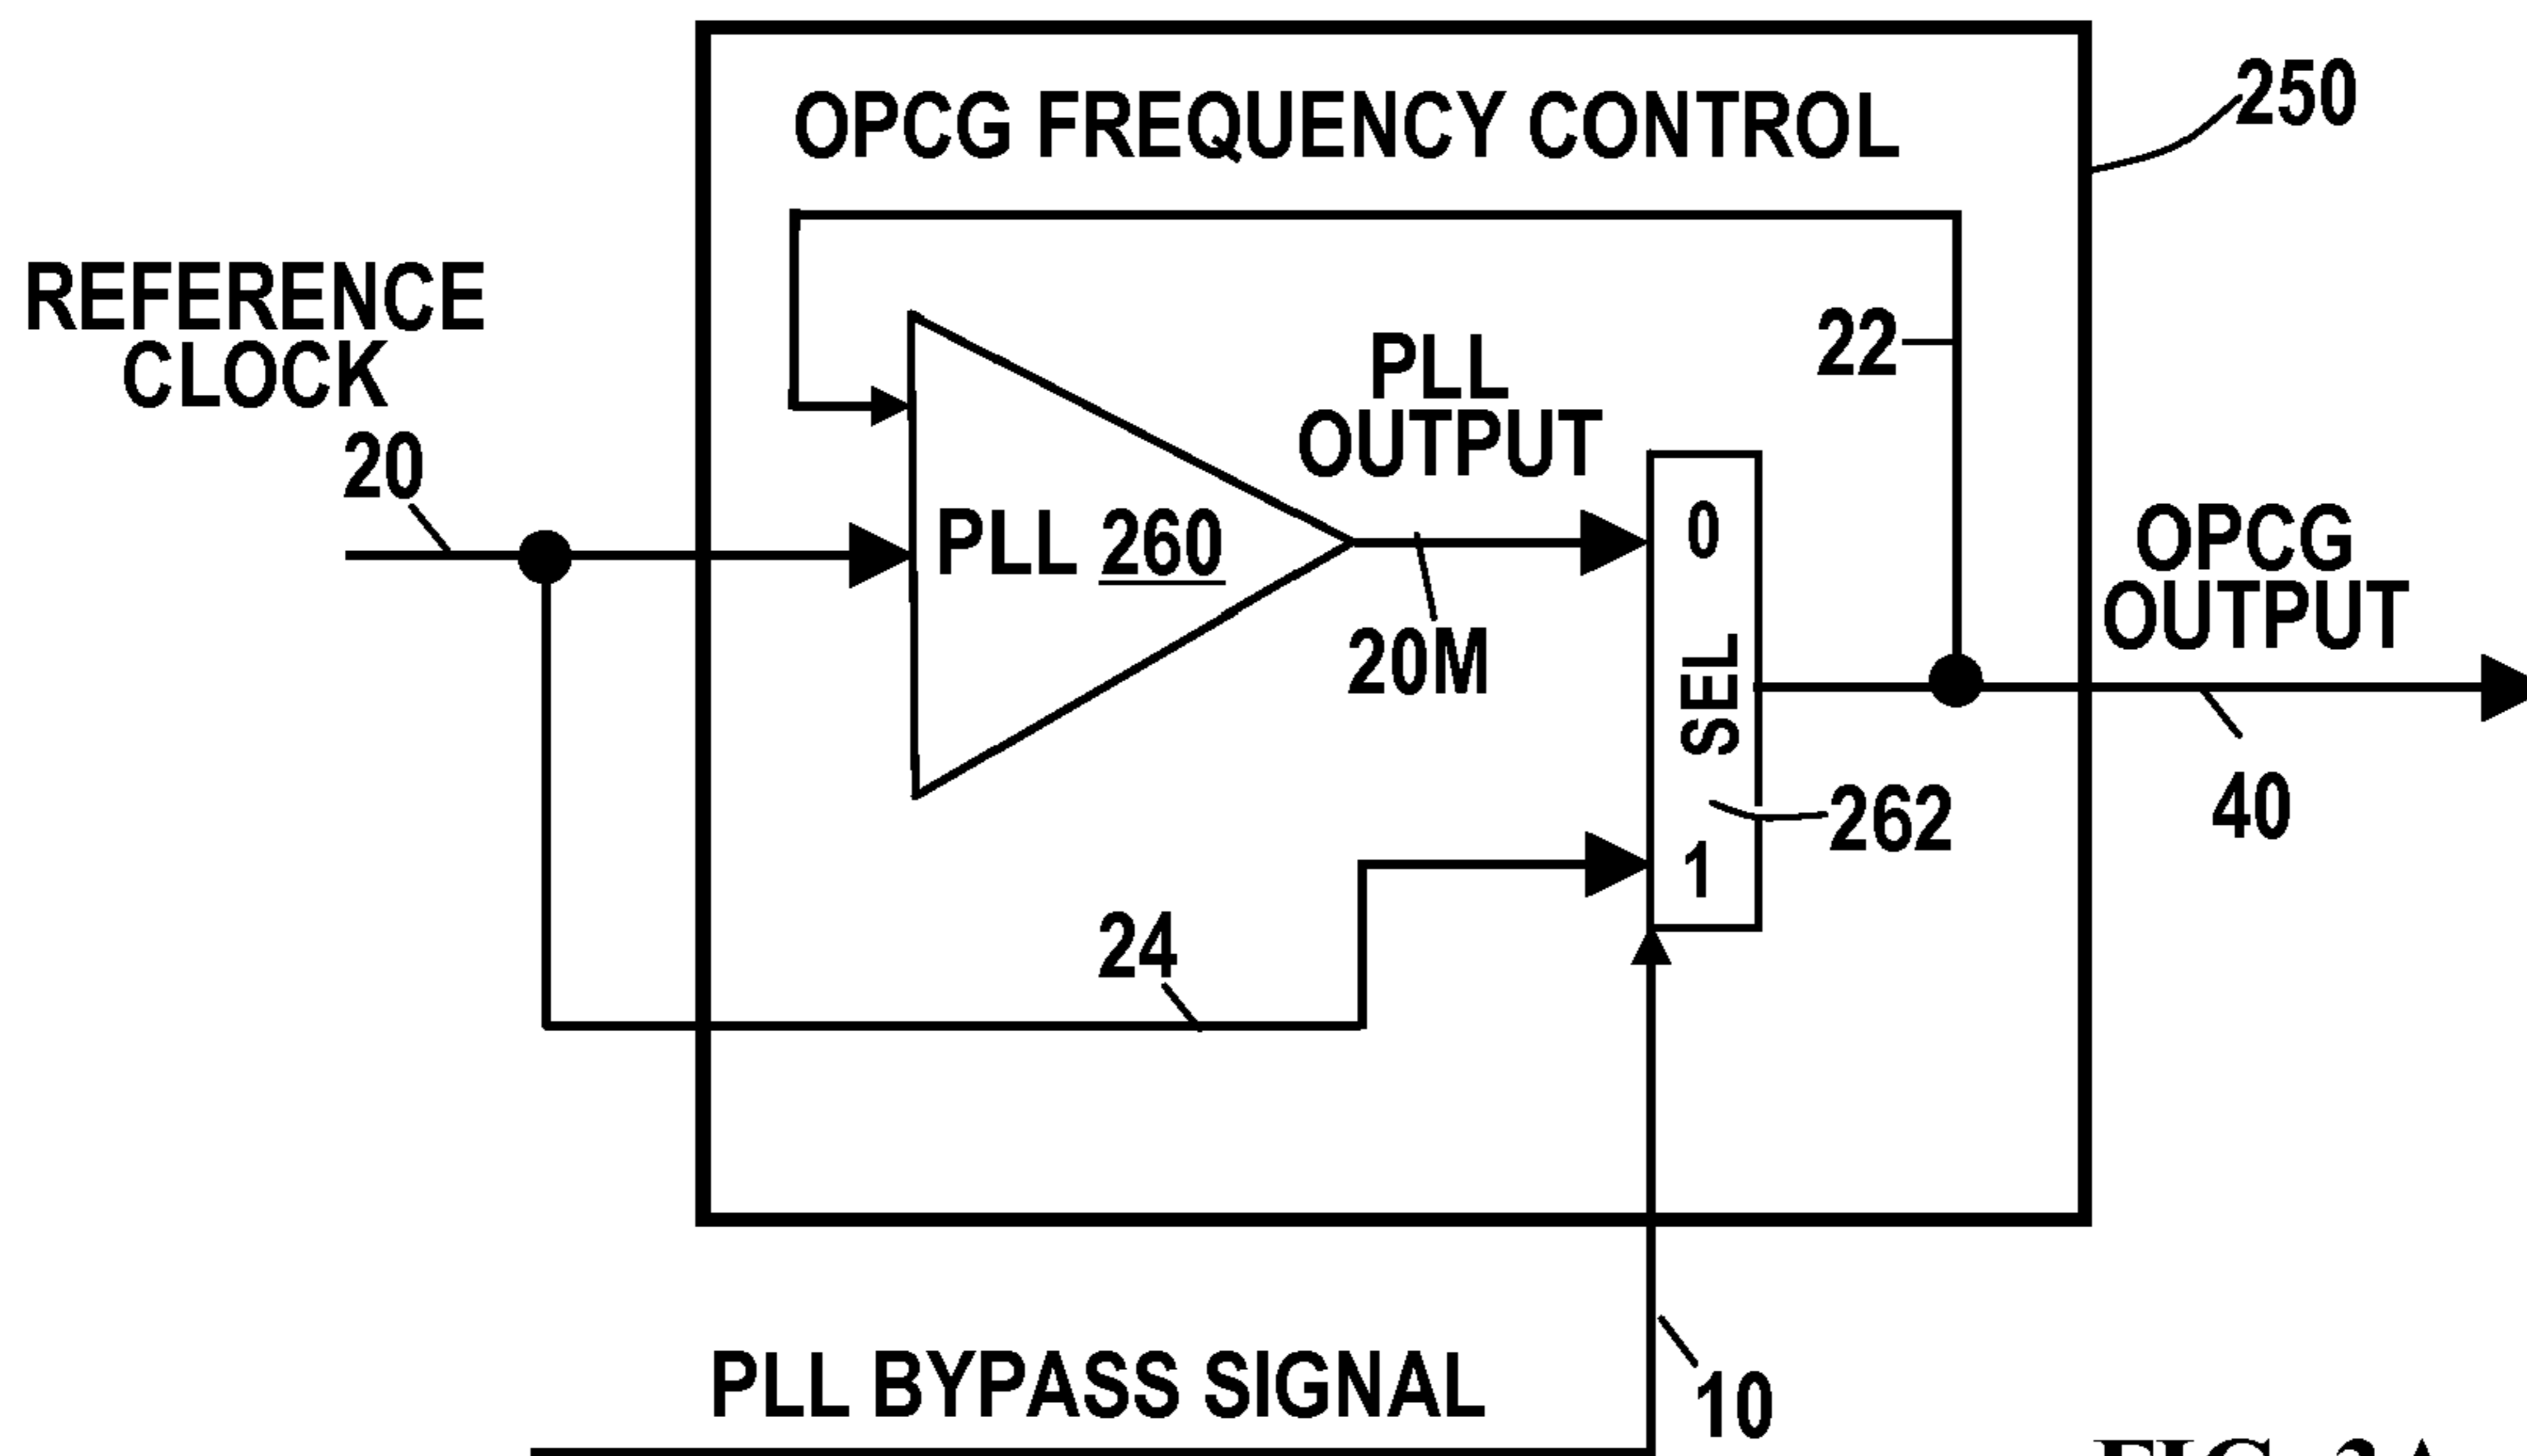 OPCG FREQUENCY CONTROL
250
REFERENCE
CLOCK
20
22
PLL
OUTPUT
PLL 260
20M
0
SEL
1
262
OPCG
OUTPUT
40
24
PLL BYPASS SIGNAL
10